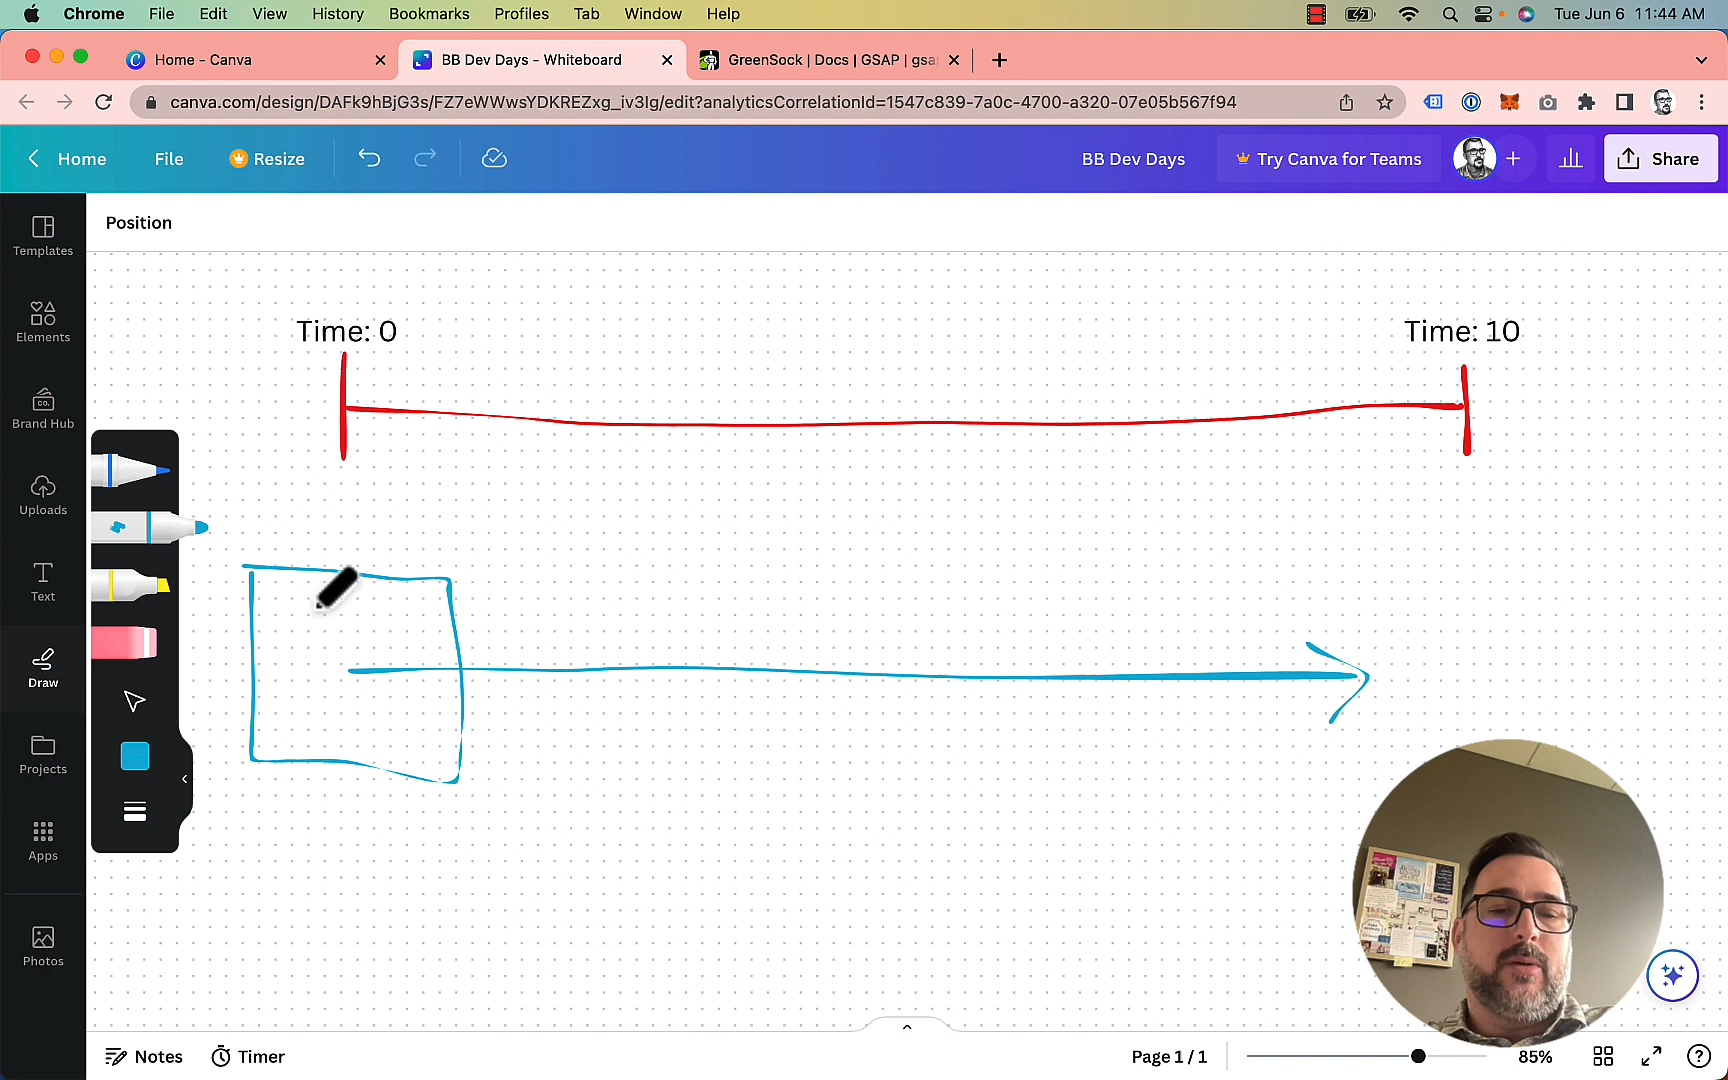 Chrome File Edit View History Bookmarks Profiles Tab Window Help Tue Jun 6 11:44 AM
Home - Canva BB Dev Days - Whiteboard GreenSock | Docs | GSAP | gsa
canva.com/design/DAFk9hBjG3s/FZ7eWWwsYDKREZxg_iv3Ig/edit?analyticsCorrelationId=1547c839-7a0c-4700-a320-07e05b567f94
Home File Resize BB Dev Days Try Canva for Teams Share
Position
Templates
Elements
CO.
Brand Hub
Uploads
Text
Draw
Projects
Apps
Photos
Time: 0 Time: 10
Notes Timer Page 1 / 1 85%